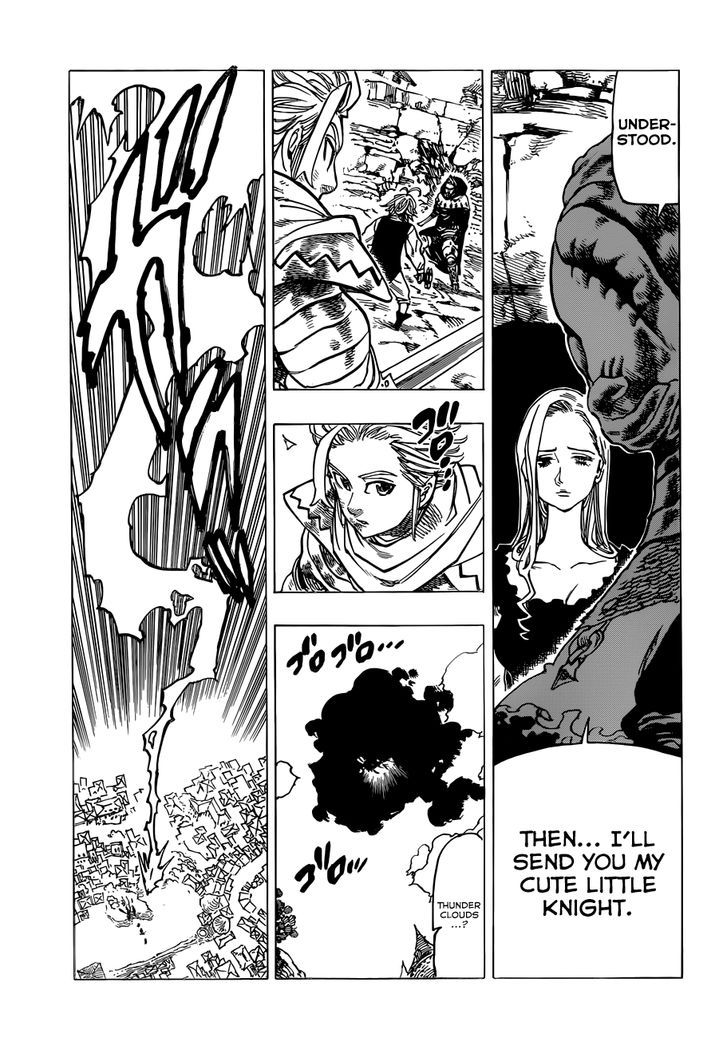 UNDER-
STOOD.
THEN... I'LL
SEND YOU MY
CUTE LITTLE
KNIGHT.
ゴロ
ゴロゴロ...
ゴロ...
THUNDER
CLOUDS
...?